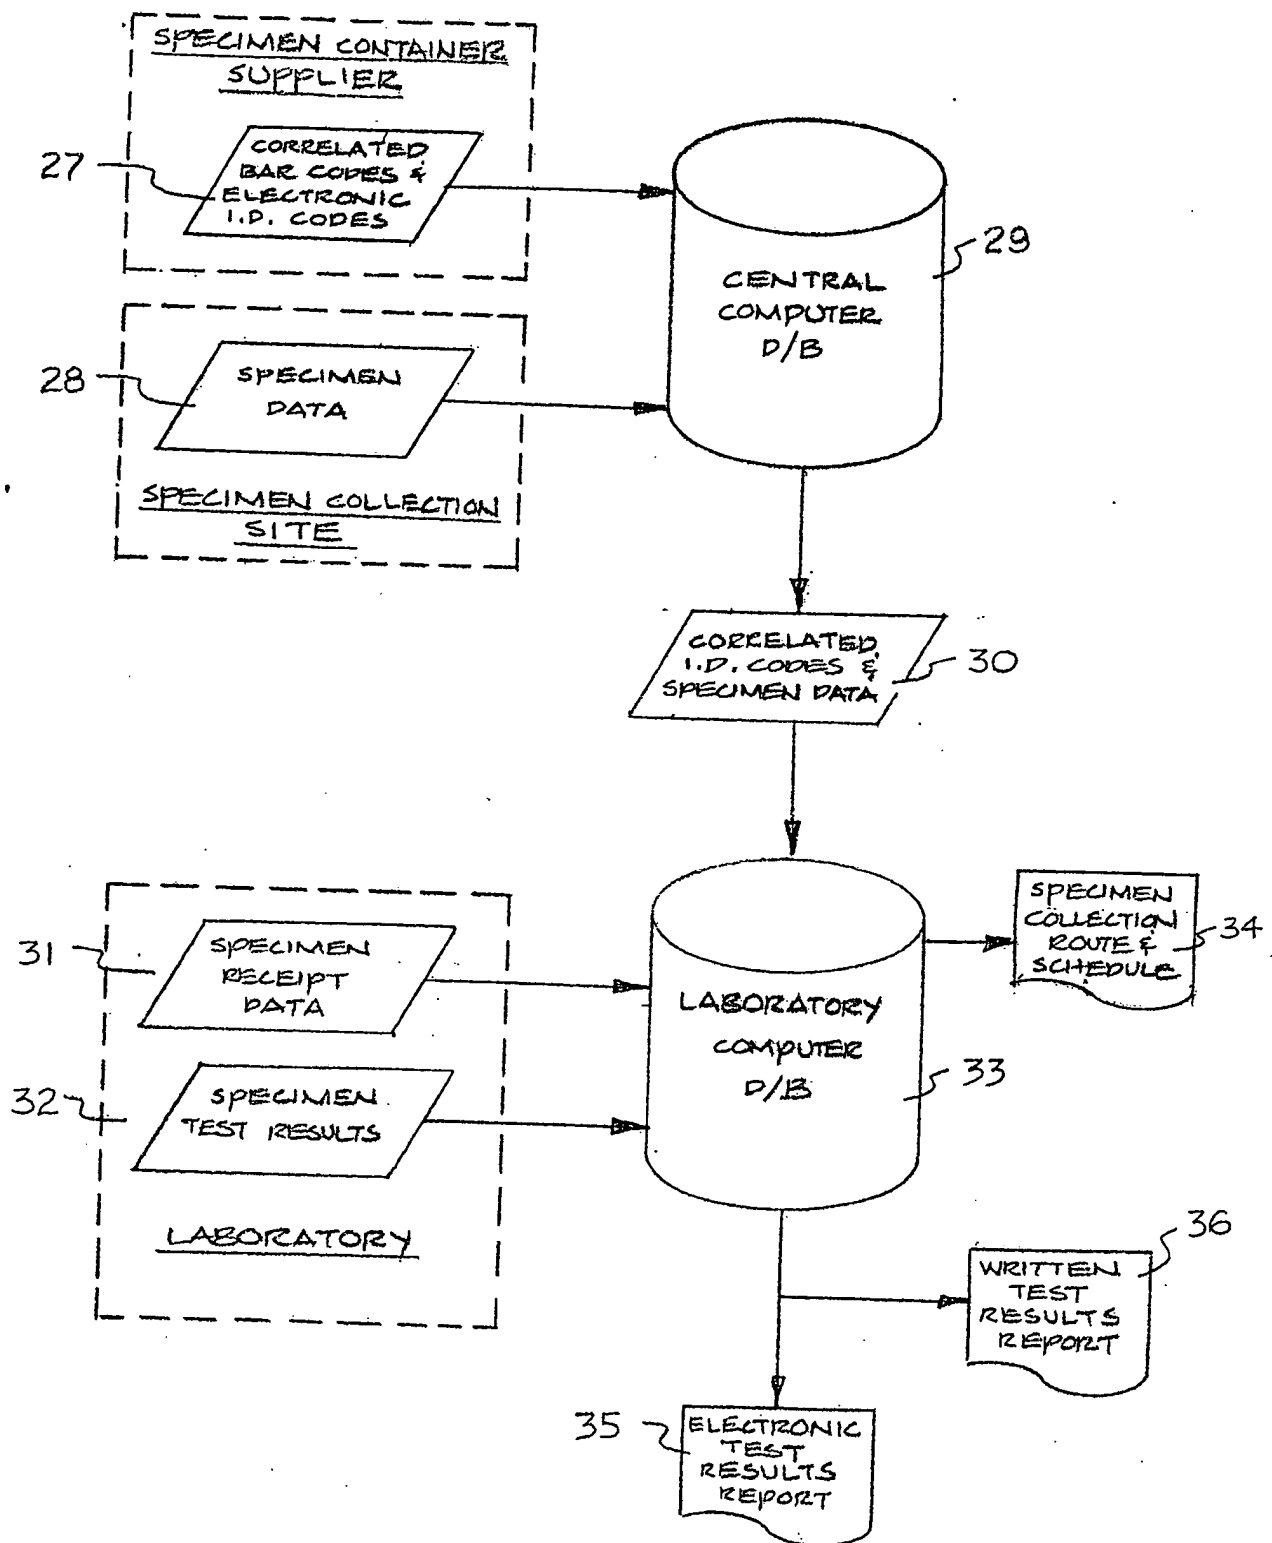 SPECIMEN CONTAINER
SUPPLIER
27
CORRELATED
BAR CODES &
ELECTRONIC
I.D. CODES
28
SPECIMEN
DATA
SPECIMEN COLLECTION
SITE
29
CENTRAL
COMPUTER
D/B
CORRELATED
I.D. CODES &
SPECIMEN DATA
30
31
SPECIMEN
RECEIPT
DATA
32
SPECIMEN
TEST RESULTS
LABORATORY
LABORATORY
COMPUTER
D/B
33
SPECIMEN
COLLECTION
ROUTE &
SCHEDULE
34
36
WRITTEN
TEST
RESULTS
REPORT
35
ELECTRONIC
TEST
RESULTS
REPORT